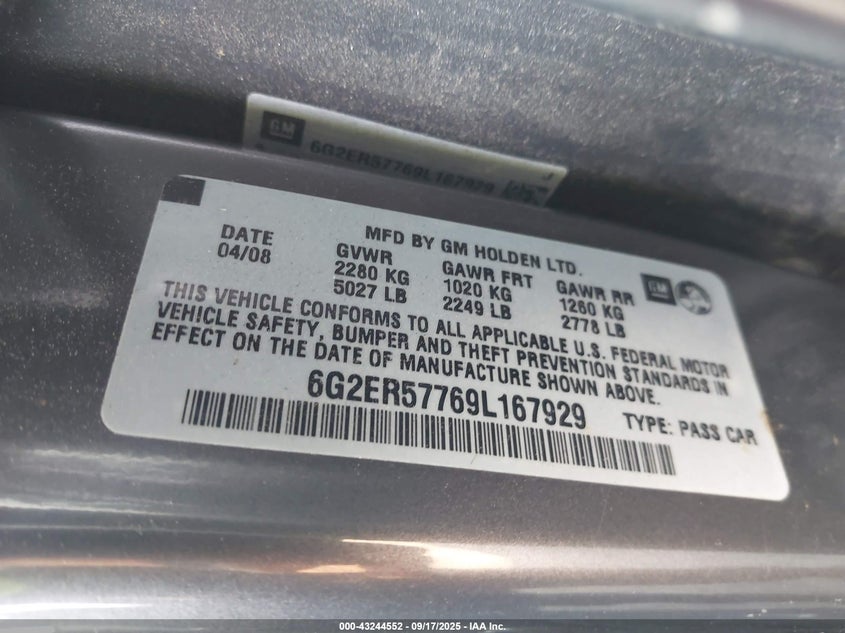 GM
6G2ER57769L167929
DATE
04/08
MFD BY GM HOLDEN LTD.
GVWR
2280 KG
5027 LB
GAWR FRT
1020 KG
2249 LB
GAWR RR
1260 KG
2778 LB
GM
THIS VEHICLE CONFORMS TO ALL APPLICABLE U.S. FEDERAL MOTOR
VEHICLE SAFETY, BUMPER AND THEFT PREVENTION STANDARDS IN
EFFECT ON THE DATE OF MANUFACTURE SHOWN ABOVE.
6G2ER57769L167929
TYPE: PASS CAR
000-43244552 - 09/17/2025 - IAA Inc.